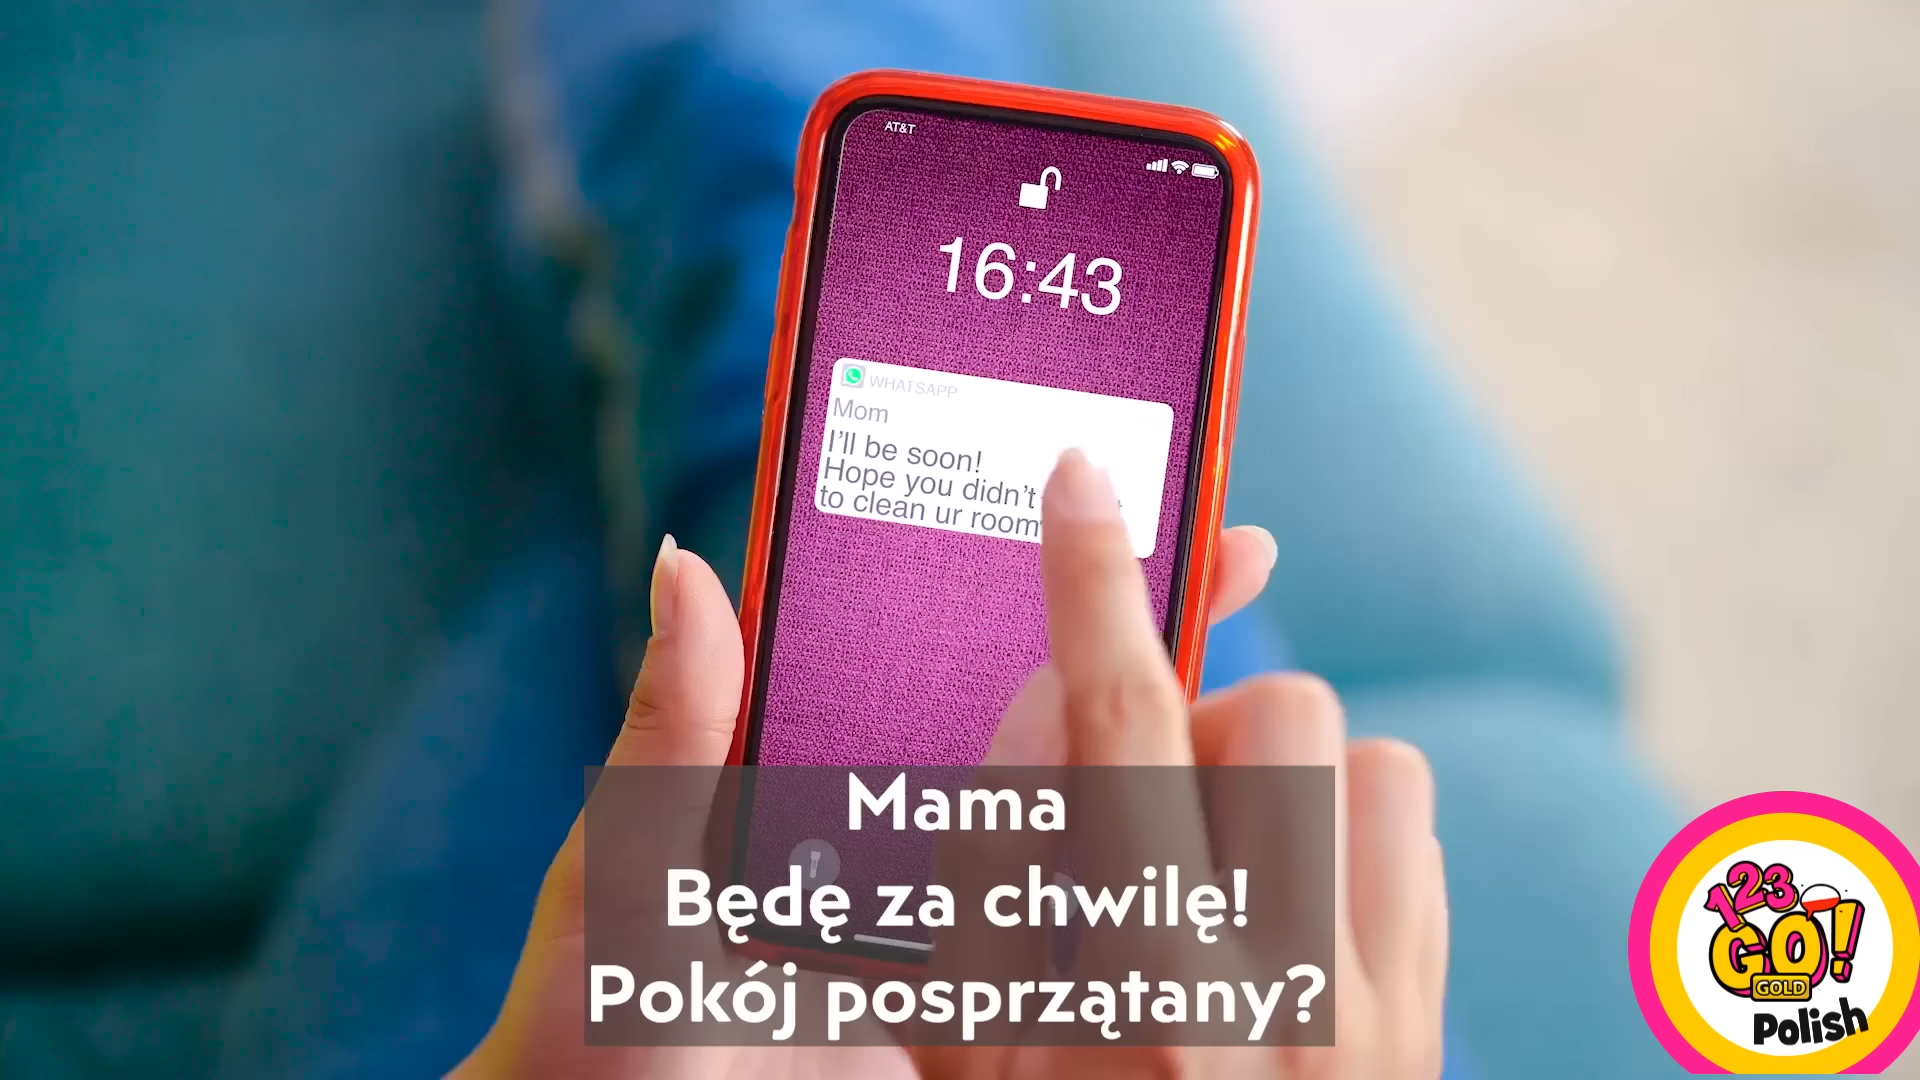 AT&T
16:43
WHATSAPP
Mom
I'll be soon!
Hope you didn't
to clean ur room
Mama
Będę za chwilę!
Pokój posprzątany?
123
GO!
GOLD
Polish